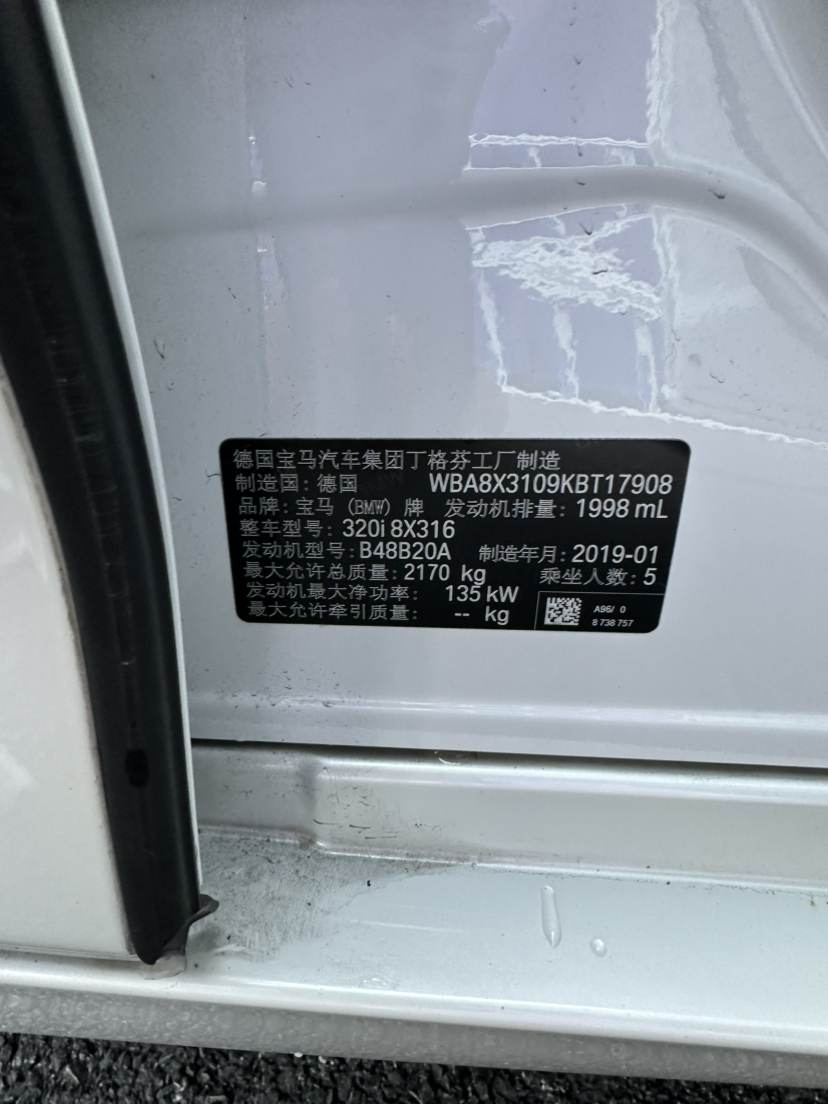 德国宝马汽车集团丁格芬工厂制造
制造国：德国 WBA8X3109KBT17908
品牌：宝马（BMW）牌 发动机排量：1998 mL
整车型号：320i 8X316
发动机型号：B48B20A 制造年月：2019-01
最大允许总质量：2170 kg 乘坐人数：5
发动机最大净功率： 135 kW
最大允许牵引质量： -- kg
A96/ 0
8 738 757